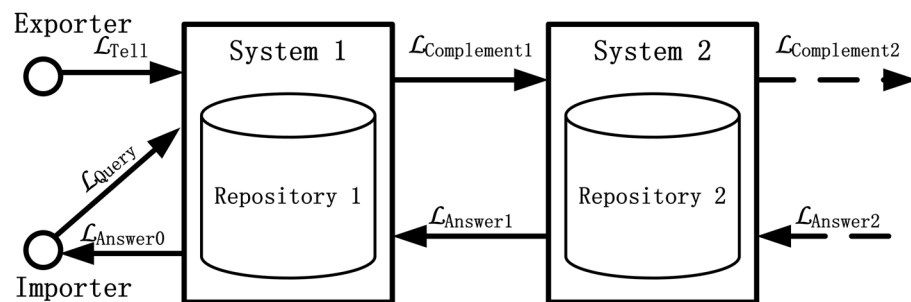 Exporter
ℒTell
System 1
ℒComplement1
System 2
ℒComplement2
ℒQuery
Repository 1
Repository 2
ℒAnswer0
ℒAnswer1
ℒAnswer2
Importer